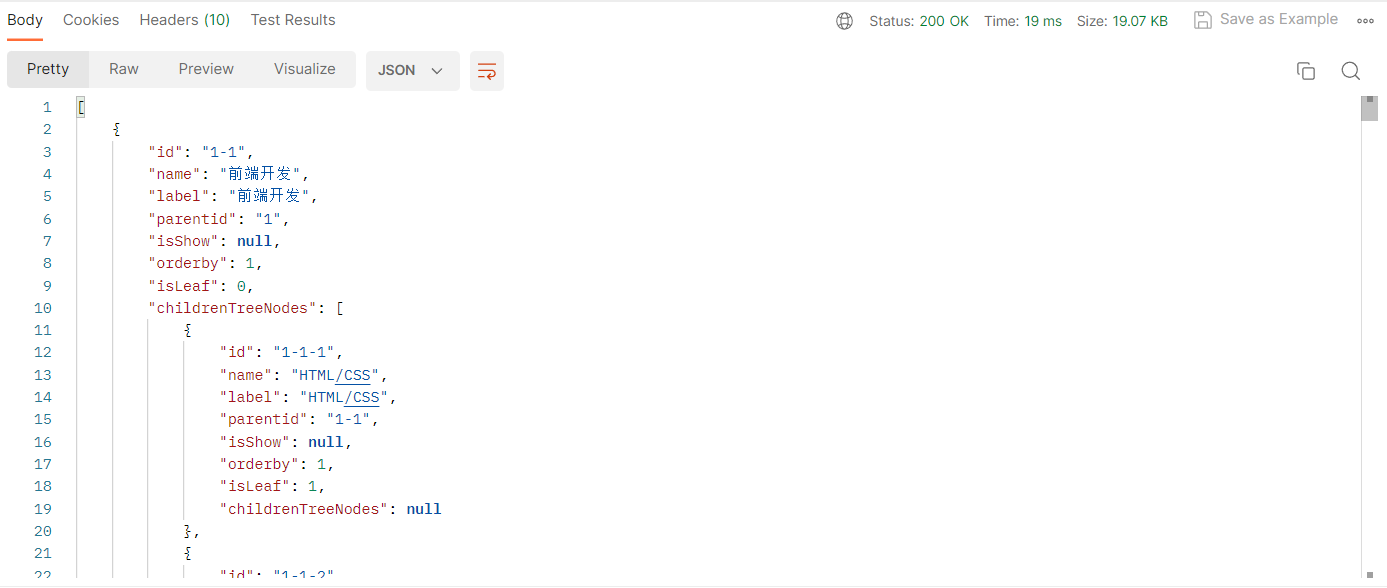 Body Cookies Headers (10) Test Results Status: 200 OK Time: 19 ms Size: 19.07 KB Save as Example
Pretty Raw Preview Visualize JSON
1 [
2 {
3 "id": "1-1",
4 "name": "前端开发",
5 "label": "前端开发",
6 "parentid": "1",
7 "isShow": null,
8 "orderby": 1,
9 "isLeaf": 0,
10 "childrenTreeNodes": [
11 {
12 "id": "1-1-1",
13 "name": "HTML/CSS",
14 "label": "HTML/CSS",
15 "parentid": "1-1",
16 "isShow": null,
17 "orderby": 1,
18 "isLeaf": 1,
19 "childrenTreeNodes": null
20 },
21 {
22 "id": "1-1-2"